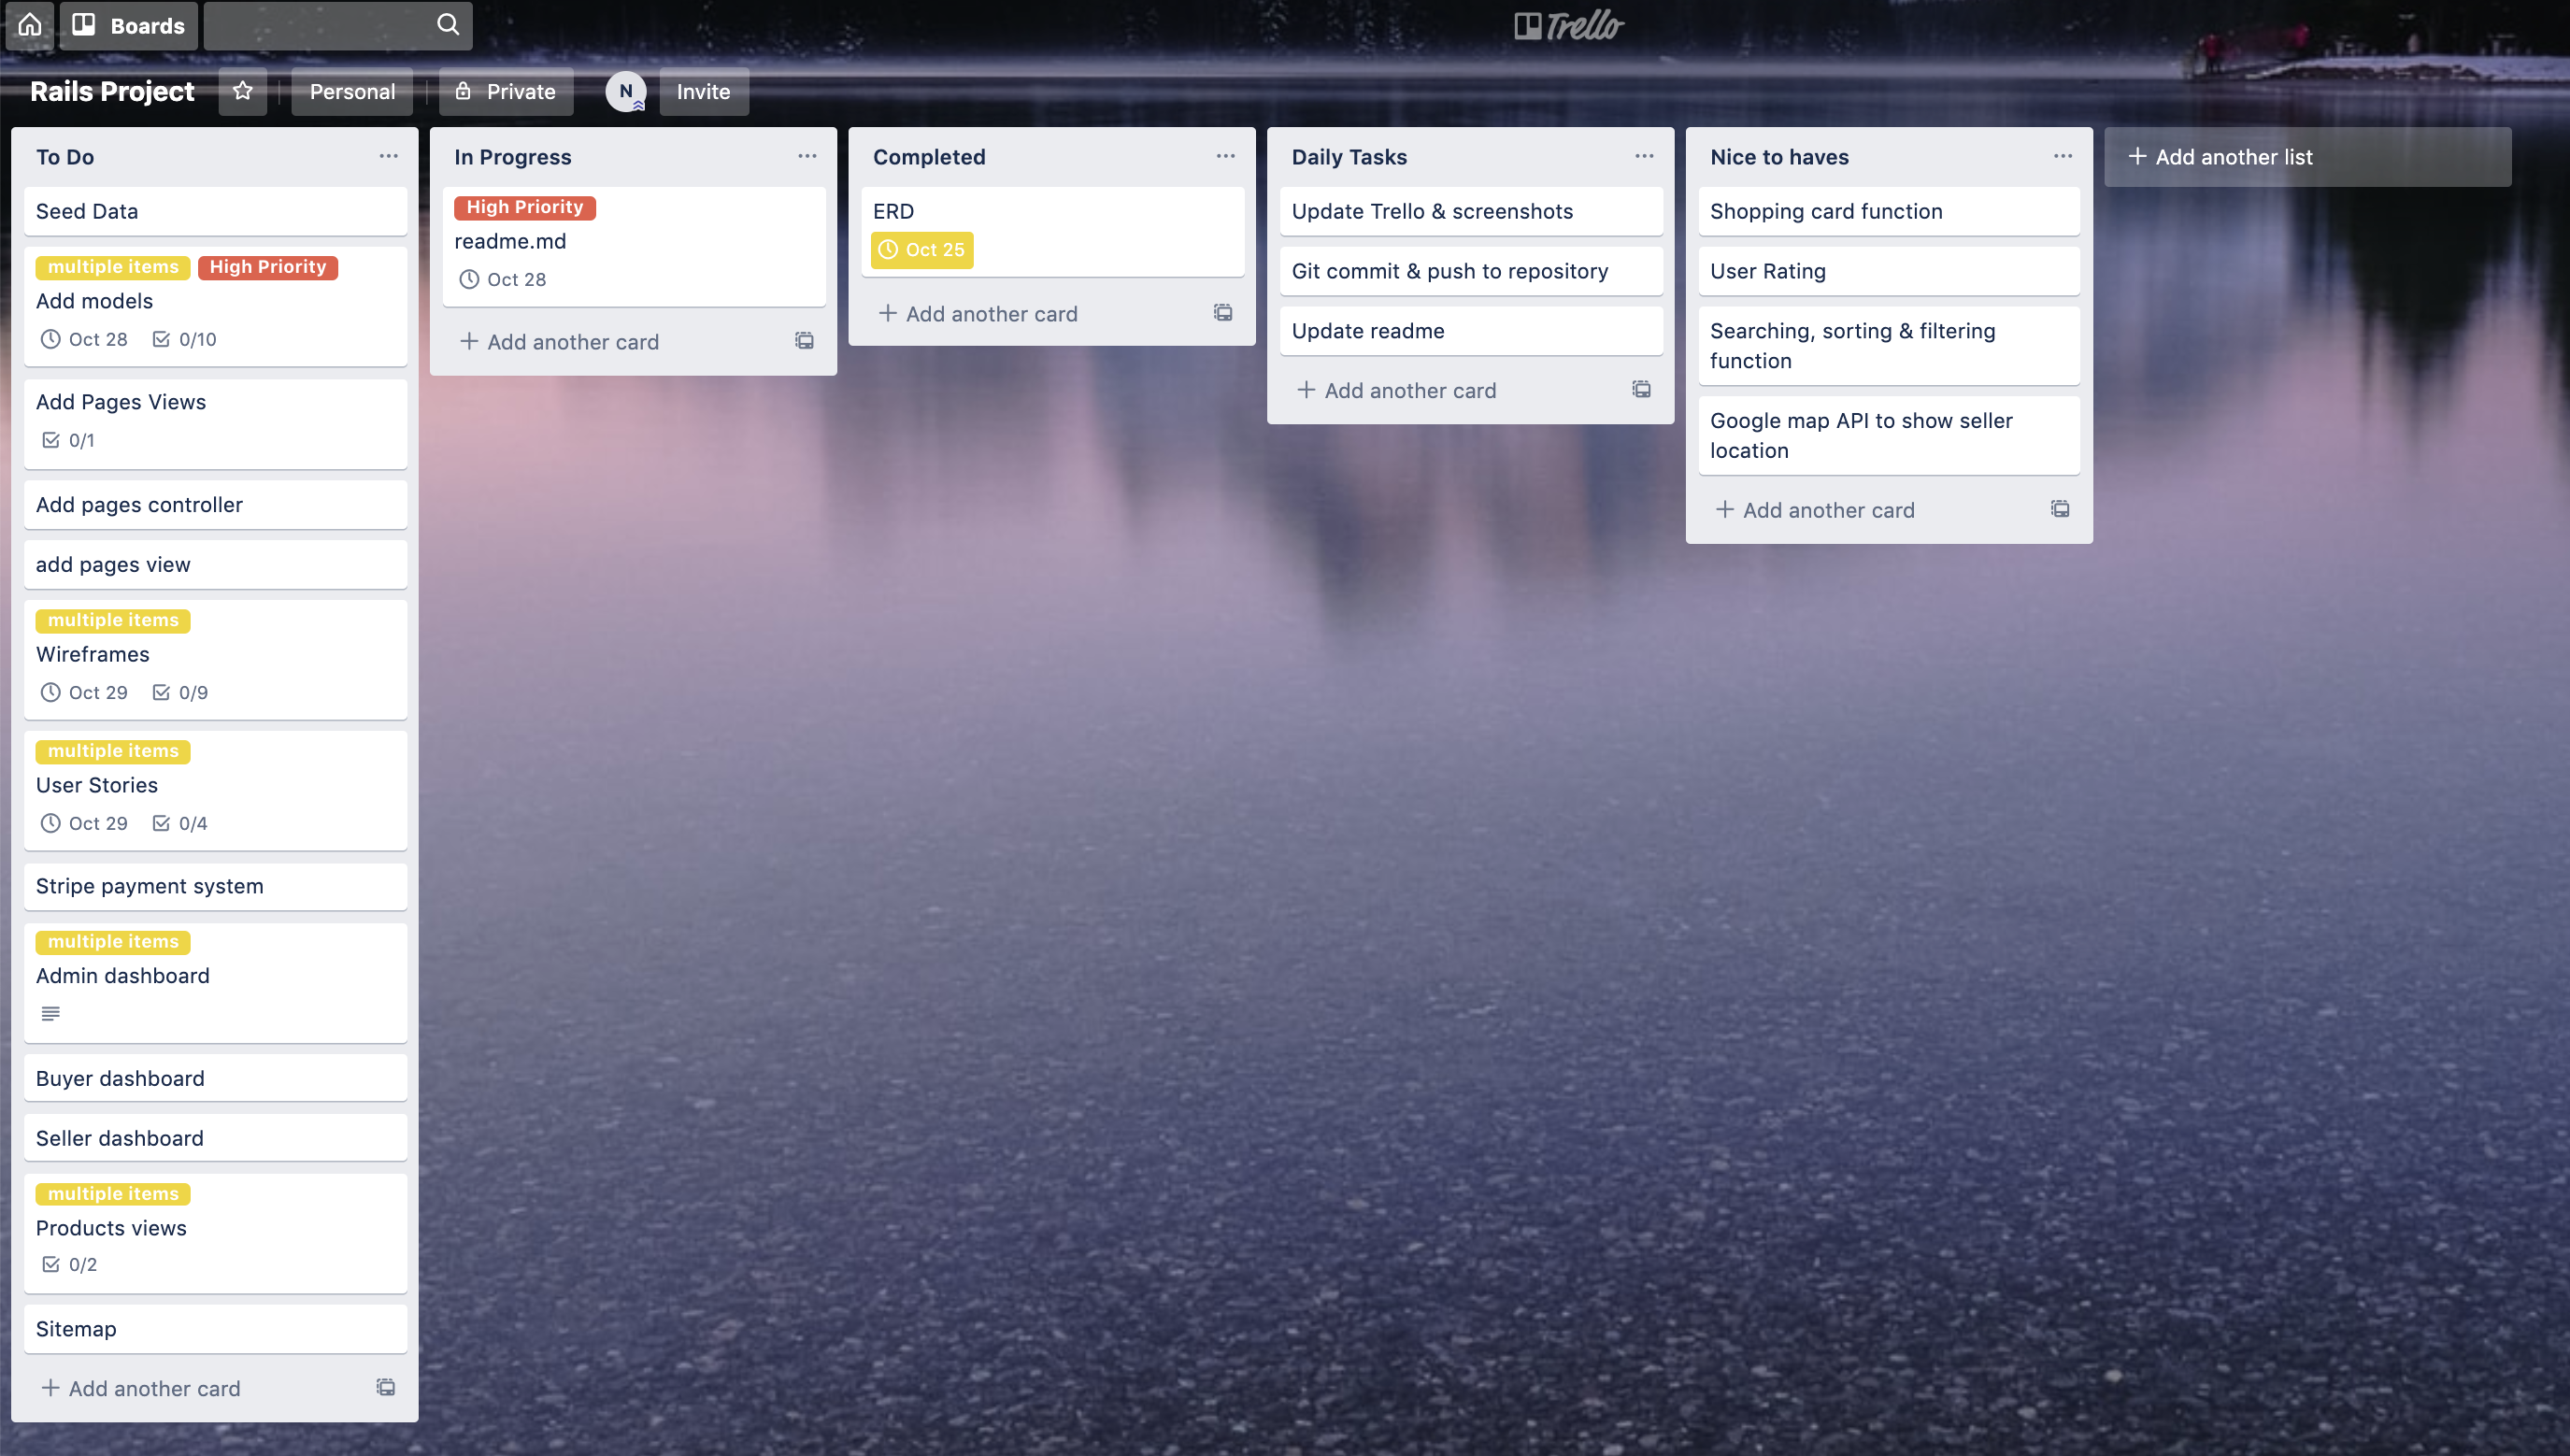 Boards
Trello
Rails Project
Personal
Private
N
Invite
To Do
Seed Data
multiple items High Priority
Add models
Oct 28 0/10
Add Pages Views
0/1
Add pages controller
add pages view
multiple items
Wireframes
Oct 29 0/9
multiple items
User Stories
Oct 29 0/4
Stripe payment system
multiple items
Admin dashboard
Buyer dashboard
Seller dashboard
multiple items
Products views
0/2
Sitemap
+ Add another card
In Progress
High Priority
readme.md
Oct 28
+ Add another card
Completed
ERD
Oct 25
+ Add another card
Daily Tasks
Update Trello & screenshots
Git commit & push to repository
Update readme
+ Add another card
Nice to haves
Shopping card function
User Rating
Searching, sorting & filtering
function
Google map API to show seller
location
+ Add another card
+ Add another list